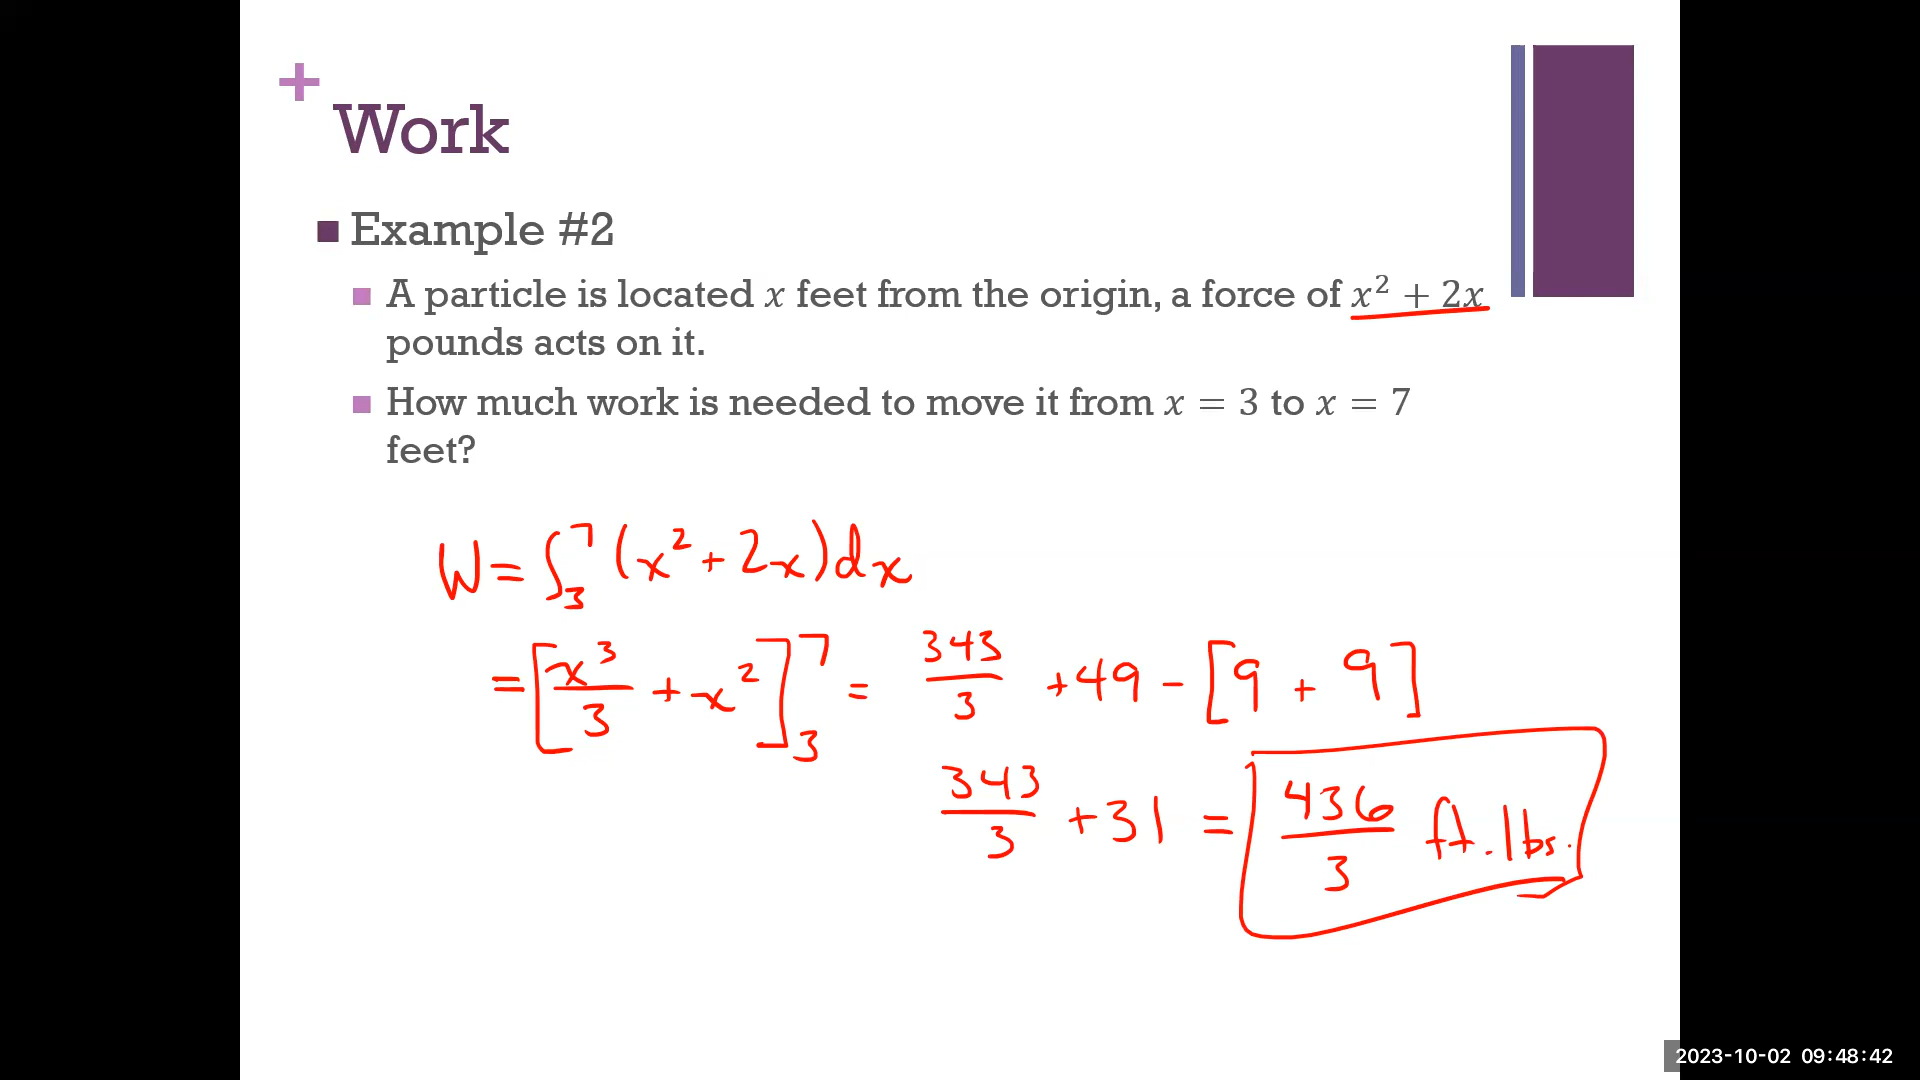 +
Work
Example #2
A particle is located x feet from the origin, a force of x² + 2x
pounds acts on it.
How much work is needed to move it from x = 3 to x = 7
feet?
W = ∫₃⁷ (x² + 2x) dx
= [x³/3 + x²]₃⁷ = 343/3 + 49 − [9 + 9]
343/3 + 31 = 436/3 ft. lbs.
2023-10-02 09:48:42